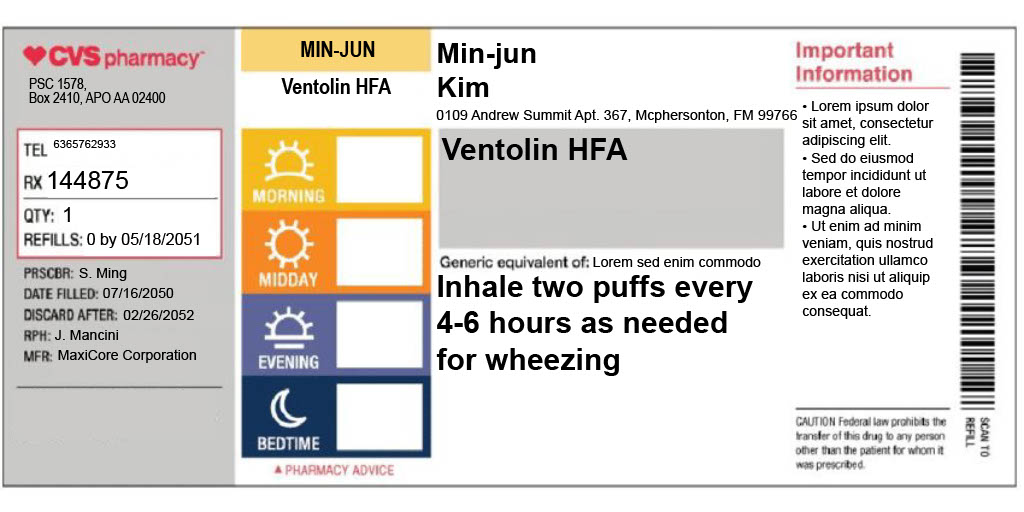 CVS pharmacy
PSC 1578,
Box 2410, APO AA 02400
TEL 6365762933
RX 144875
QTY: 1
REFILLS: 0 by 05/18/2051
PRSCBR: S. Ming
DATE FILLED: 07/16/2050
DISCARD AFTER: 02/26/2052
RPH: J. Mancini
MFR: MaxiCore Corporation
MIN-JUN
Ventolin HFA
MORNING
MIDDAY
EVENING
BEDTIME
▲ PHARMACY ADVICE
Min-jun
Kim
0109 Andrew Summit Apt. 367, Mcphersonton, FM 99766
Ventolin HFA
Generic equivalent of: Lorem sed enim commodo
Inhale two puffs every
4-6 hours as needed
for wheezing
Important
Information
• Lorem ipsum dolor
sit amet, consectetur
adipiscing elit.
• Sed do eiusmod
tempor incididunt ut
labore et dolore
magna aliqua.
• Ut enim ad minim
veniam, quis nostrud
exercitation ullamco
laboris nisi ut aliquip
ex ea commodo
consequat.
CAUTION Federal law prohibits the
transfer of this drug to any person
other than the patient for whom it
was prescribed.
SCAN TO
REFILL